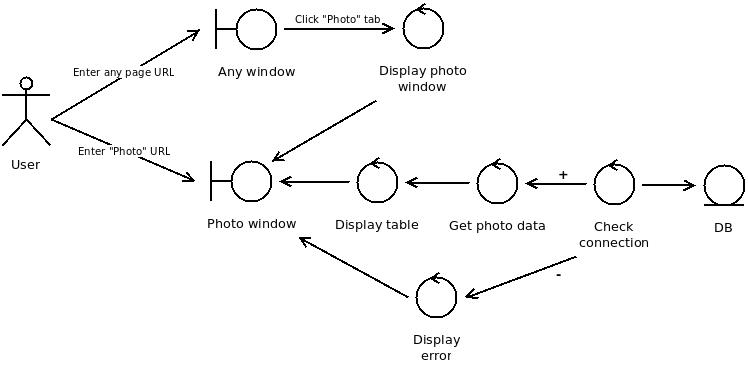 Click "Photo" tab
Enter any page URL
Any window
Display photo
window
User
Enter "Photo" URL
+
Photo window
Display table
Get photo data
Check
connection
DB
-
Display
error